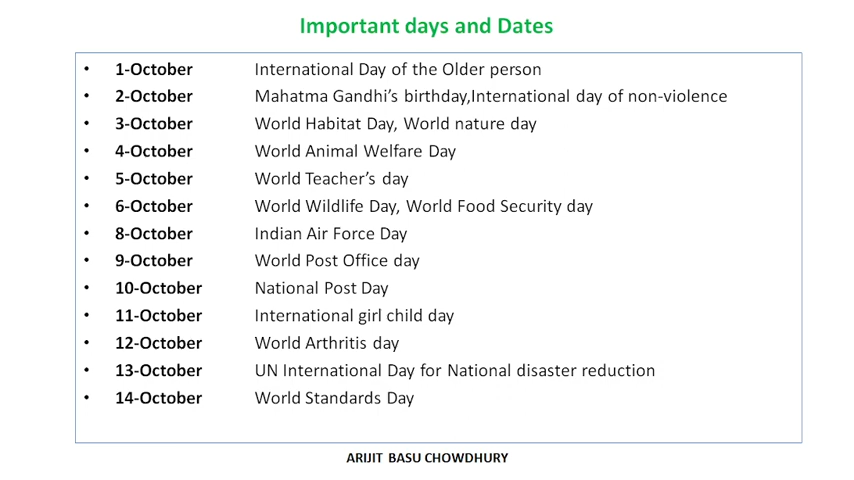 Important days and Dates
• 1-October International Day of the Older person
• 2-October Mahatma Gandhi's birthday,International day of non-violence
• 3-October World Habitat Day, World nature day
• 4-October World Animal Welfare Day
• 5-October World Teacher's day
• 6-October World Wildlife Day, World Food Security day
• 8-October Indian Air Force Day
• 9-October World Post Office day
• 10-October National Post Day
• 11-October International girl child day
• 12-October World Arthritis day
• 13-October UN International Day for National disaster reduction
• 14-October World Standards Day
ARIJIT BASU CHOWDHURY